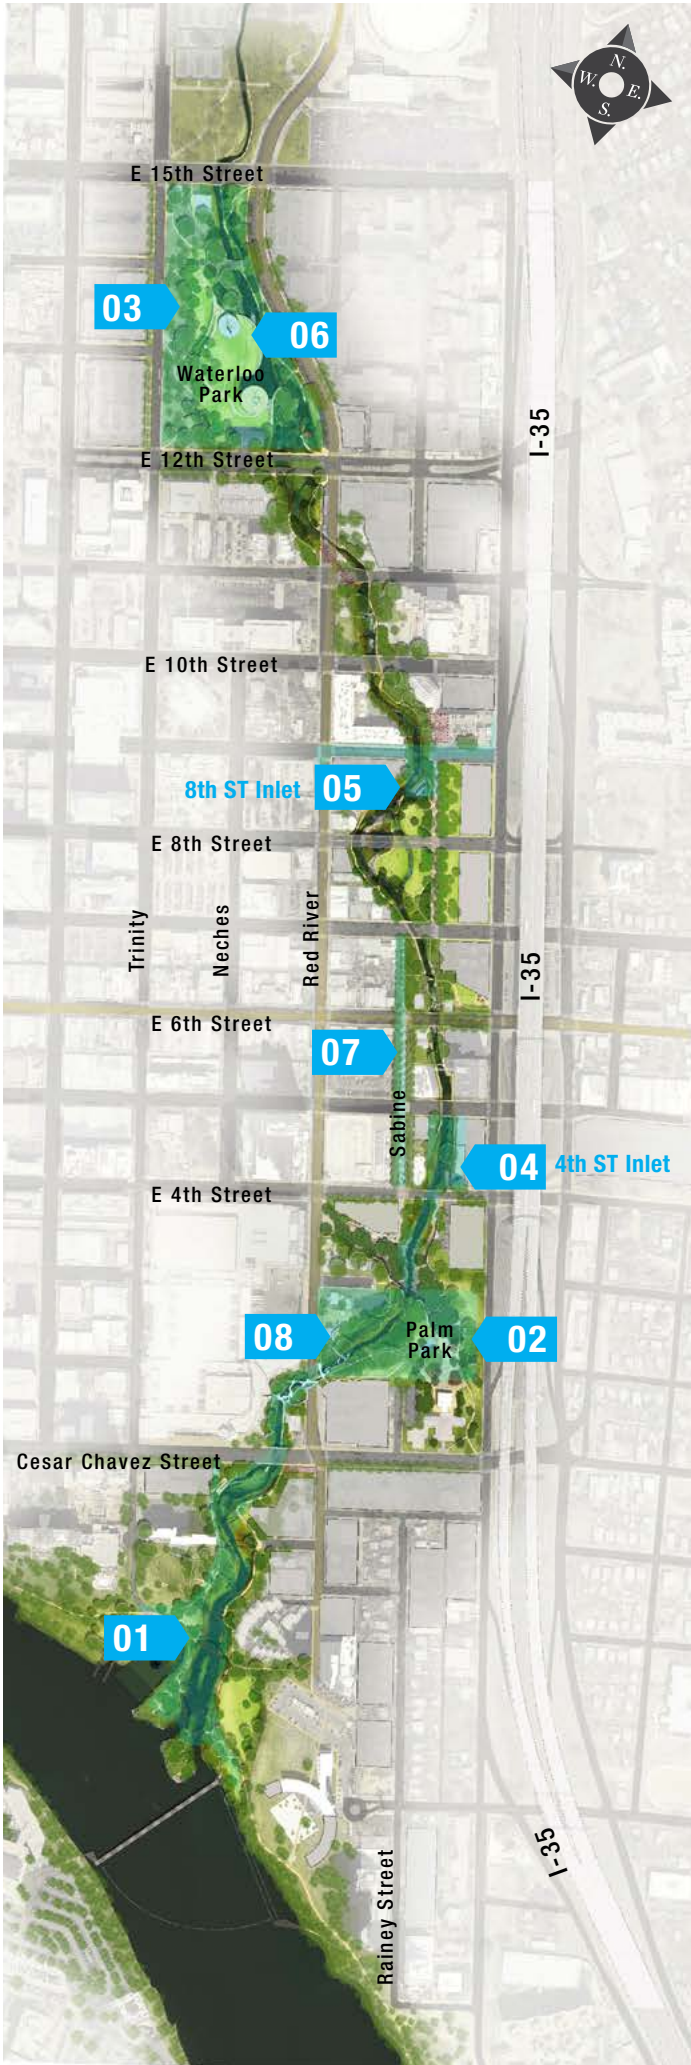 N.
W.
E.
S.
E 15th Street
03
06
Waterloo
Park
I-35
E 12th Street
E 10th Street
8th ST Inlet
05
E 8th Street
Trinity
Neches
Red River
I-35
E 6th Street
07
Sabine
04
4th ST Inlet
E 4th Street
08
Palm
Park
02
Cesar Chavez Street
01
I-35
Rainey Street